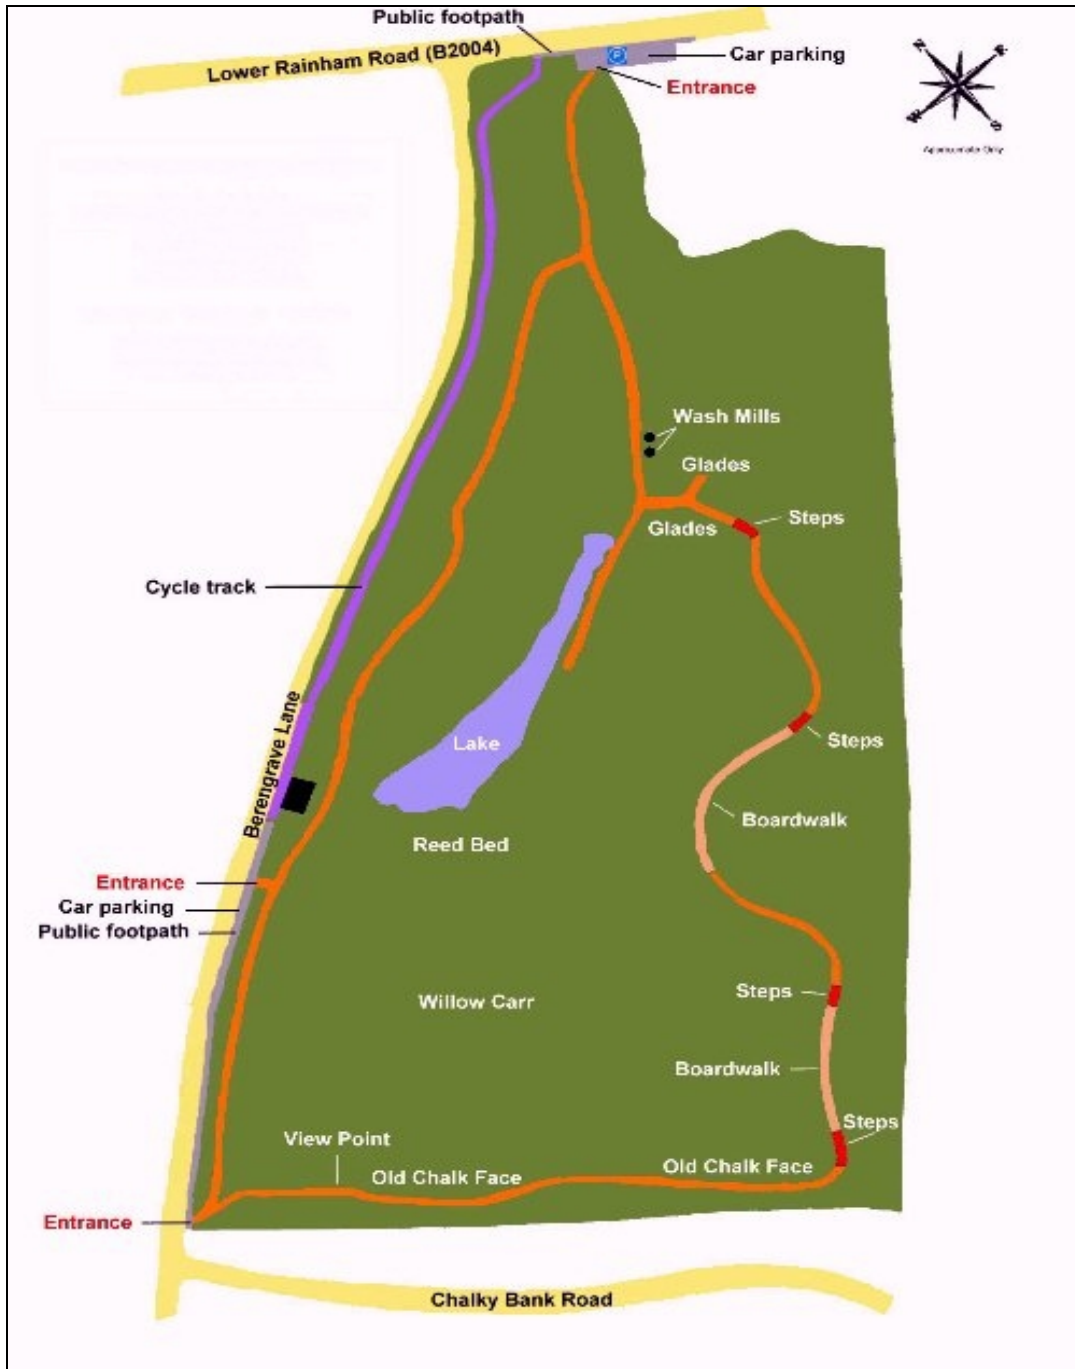 Public footpath
Lower Rainham Road (B2004)
P
Car parking
Entrance
N
E
W
S
Approximate Only
Wash Mills
Glades
Glades
Steps
Cycle track
Berengrave Lane
Lake
Steps
Boardwalk
Reed Bed
Entrance
Car parking
Public footpath
Steps
Willow Carr
Boardwalk
Steps
View Point
Old Chalk Face
Old Chalk Face
Entrance
Chalky Bank Road